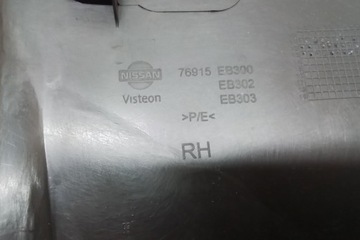 NISSAN 76915 EB300
EB302
Visteon EB303
>P/E<
RH